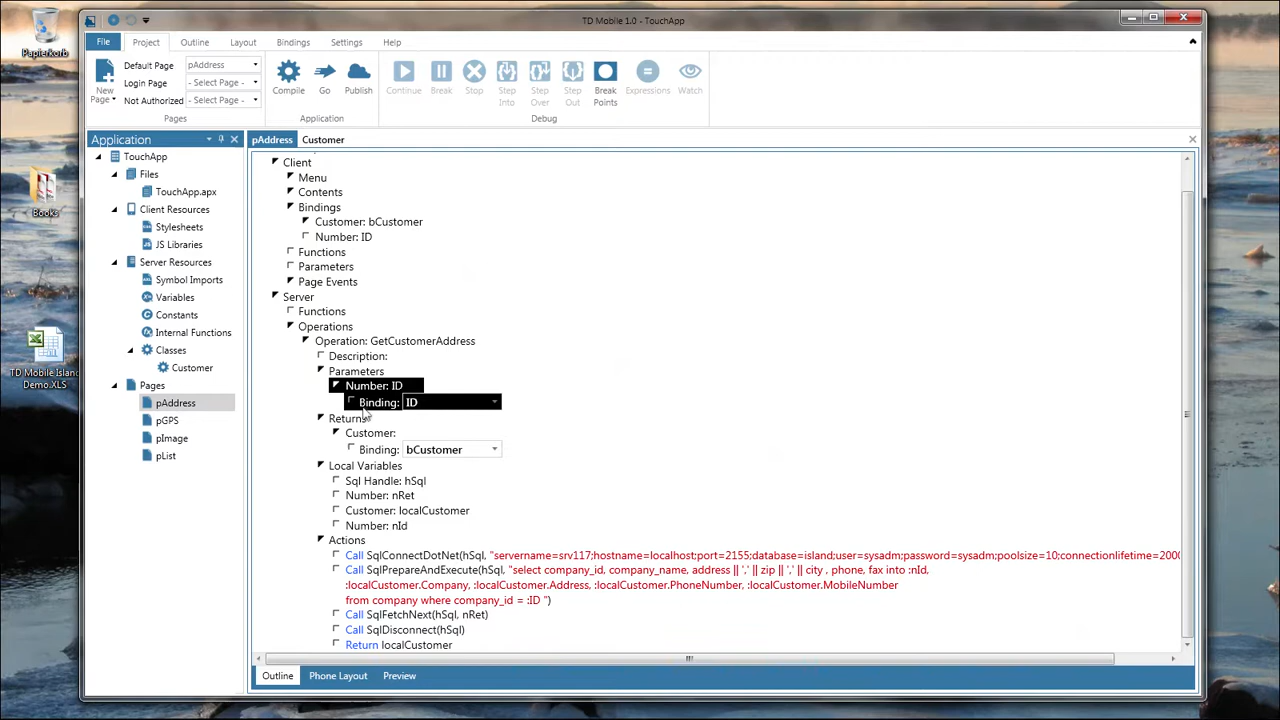 Papierkorb
Books
TD Mobile Island
Demo.XLS
TD Mobile 1.0 - TouchApp
File Project Outline Layout Bindings Settings Help
New
Page
Default Page pAddress
Login Page - Select Page -
Not Authorized - Select Page -
Pages
Compile Go Publish
Application
Continue Break Stop Step Into Step Over Step Out Break Points Expressions Watch
Debug
Application
TouchApp
Files
TouchApp.apx
Client Resources
Stylesheets
JS Libraries
Server Resources
Symbol Imports
Variables
Constants
Internal Functions
Classes
Customer
Pages
pAddress
pGPS
pImage
pList
pAddress Customer
Client
Menu
Contents
Bindings
Customer: bCustomer
Number: ID
Functions
Parameters
Page Events
Server
Functions
Operations
Operation: GetCustomerAddress
Description:
Parameters
Number: ID
Binding: ID
Returns
Customer:
Binding: bCustomer
Local Variables
Sql Handle: hSql
Number: nRet
Customer: localCustomer
Number: nId
Actions
Call SqlConnectDotNet(hSql, "servername=srv117;hostname=localhost;port=2155;database=island;user=sysadm;password=sysadm;poolsize=10;connectionlifetime=2000
Call SqlPrepareAndExecute(hSql, "select company_id, company_name, address || ',' || zip || ',' || city , phone, fax into :nId,
:localCustomer.Company, :localCustomer.Address, :localCustomer.PhoneNumber, :localCustomer.MobileNumber
from company where company_id = :ID ")
Call SqlFetchNext(hSql, nRet)
Call SqlDisconnect(hSql)
Return localCustomer
Outline Phone Layout Preview